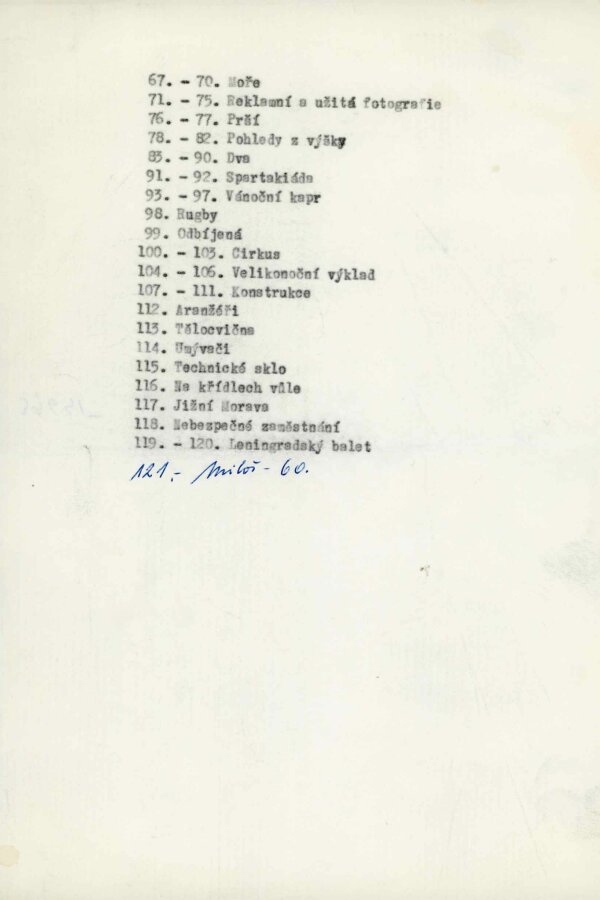 67. - 70. Moře
71. - 75. Reklamní a užitá fotografie
76. - 77. Prší
78. - 82. Pohledy z výšky
83. - 90. Dva
91. - 92. Spartakiáda
93. - 97. Vánoční kapr
98. Rugby
99. Odbíjená
100. - 103. Cirkus
104. - 106. Velikonoční výklad
107. - 111. Konstrukce
112. Aranžéři
113. Tělocvična
114. Umývači
115. Technické sklo
116. Na křídlech vůle
117. Jižní Morava
118. Nebezpečné zaměstnání
119. - 120. Leningradský balet
121.- Miloš - 60.